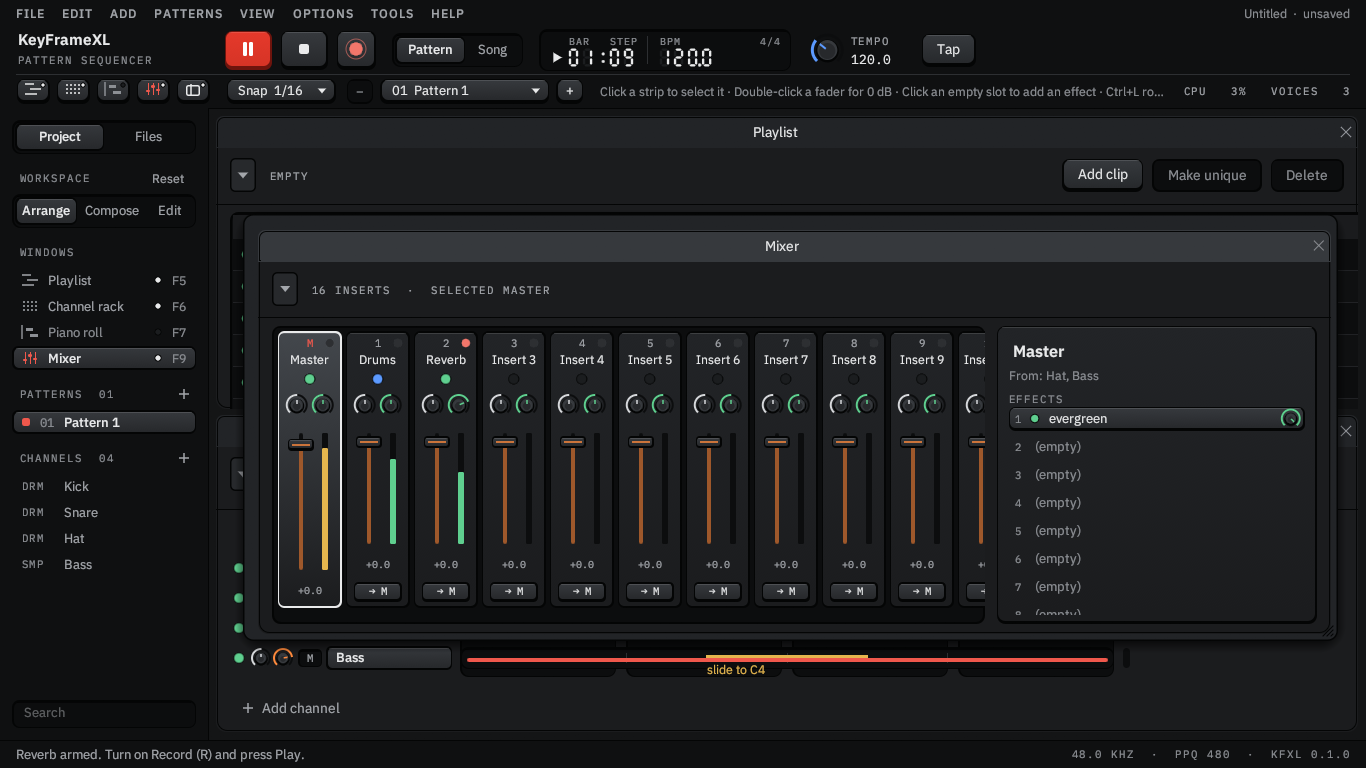 FILE EDIT ADD PATTERNS VIEW OPTIONS TOOLS HELP Untitled · unsaved
KeyFrameXL
PATTERN SEQUENCER
Pattern Song
BAR STEP BPM 4/4
01:09 120.0
TEMPO
120.0
Tap
Snap 1/16 − 01 Pattern 1 + Click a strip to select it · Double-click a fader for 0 dB · Click an empty slot to add an effect · Ctrl+L ro... CPU 3% VOICES 3
Project Files
WORKSPACE Reset
Arrange Compose Edit
WINDOWS
Playlist F5
Channel rack F6
Piano roll F7
Mixer F9
PATTERNS 01 +
01 Pattern 1
CHANNELS 04 +
DRM Kick
DRM Snare
DRM Hat
SMP Bass
Search
Playlist
EMPTY Add clip Make unique Delete
Mixer
16 INSERTS · SELECTED MASTER
M 1 2 3 4 5 6 7 8 9
Master Drums Reverb Insert 3 Insert 4 Insert 5 Insert 6 Insert 7 Insert 8 Insert 9 Inse
+0.0 +0.0 +0.0 +0.0 +0.0 +0.0 +0.0 +0.0 +0.0 +0.0
→ M → M → M → M → M → M → M → M → M
Master
From: Hat, Bass
EFFECTS
1 evergreen
2 (empty)
3 (empty)
4 (empty)
5 (empty)
6 (empty)
7 (empty)
8 (empty)
M Bass
slide to C4
+ Add channel
Reverb armed. Turn on Record (R) and press Play. 48.0 KHZ · PPQ 480 · KFXL 0.1.0